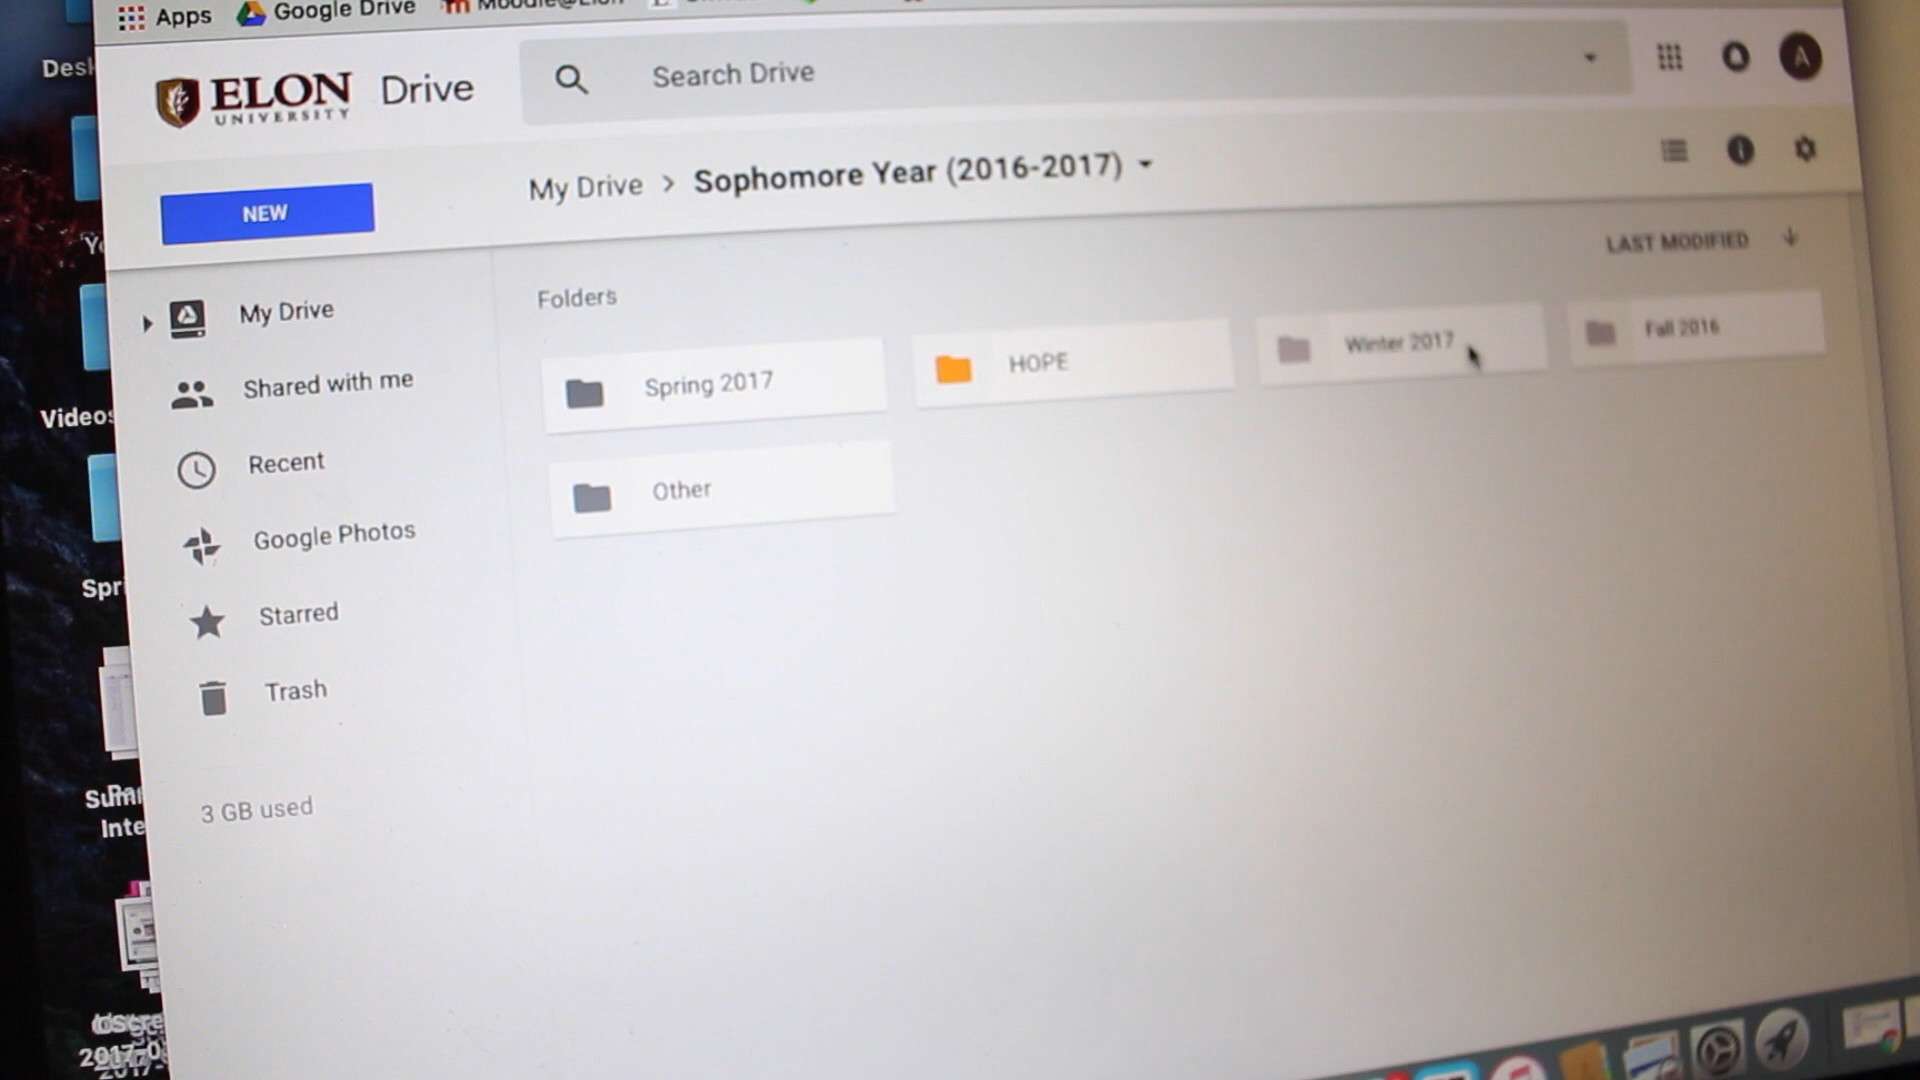 Apps Google Drive
ELON
UNIVERSITY
Drive
Search Drive
A
NEW
My Drive > Sophomore Year (2016-2017)
LAST MODIFIED
Folders
My Drive
Shared with me
Recent
Google Photos
Starred
Trash
3 GB used
Spring 2017
HOPE
Winter 2017
Fall 2016
Other
Videos